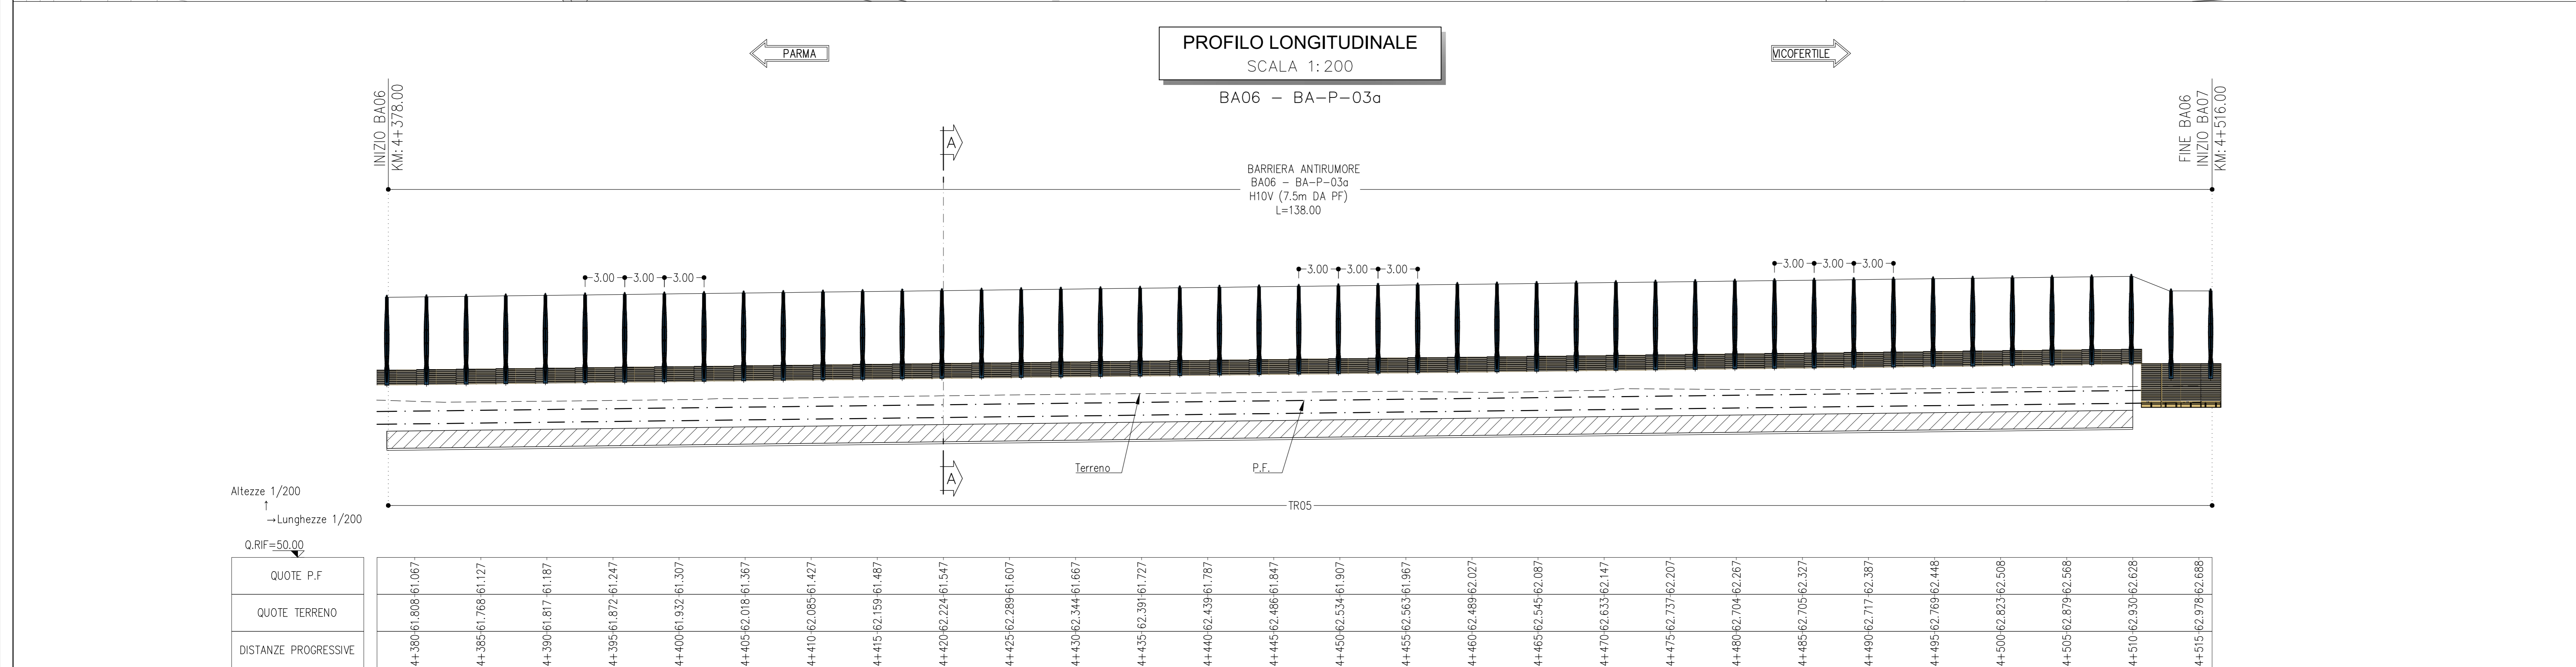 PROFILO LONGITUDINALE
SCALA 1:200
BA06 - BA-P-03a
PARMA
VICOFERTILE
INIZIO BA06
KM: 4+378.00
FINE BA06
INIZIO BA07
KM: 4+516.00
A
BARRIERA ANTIRUMORE
BA06 - BA-P-03a
H10V (7.5m DA PF)
L=138.00
3.00 3.00 3.00
3.00 3.00 3.00
3.00 3.00 3.00
Terreno
P.F.
A
TR05
Altezze 1/200
↑
→Lunghezze 1/200
Q.RIF=50.00
QUOTE P.F 61.067 61.127 61.187 61.247 61.307 61.367 61.427 61.487 61.547 61.607 61.667 61.727 61.787 61.847 61.907 61.967 62.027 62.087 62.147 62.207 62.267 62.327 62.387 62.448 62.508 62.568 62.628 62.688
QUOTE TERRENO 61.808 61.768 61.817 61.872 61.932 62.018 62.085 62.159 62.224 62.289 62.344 62.391 62.439 62.486 62.534 62.563 62.489 62.545 62.633 62.737 62.704 62.705 62.717 62.769 62.823 62.879 62.930 62.978
DISTANZE PROGRESSIVE 4+380 4+385 4+390 4+395 4+400 4+405 4+410 4+415 4+420 4+425 4+430 4+435 4+440 4+445 4+450 4+455 4+460 4+465 4+470 4+475 4+480 4+485 4+490 4+495 4+500 4+505 4+510 4+515